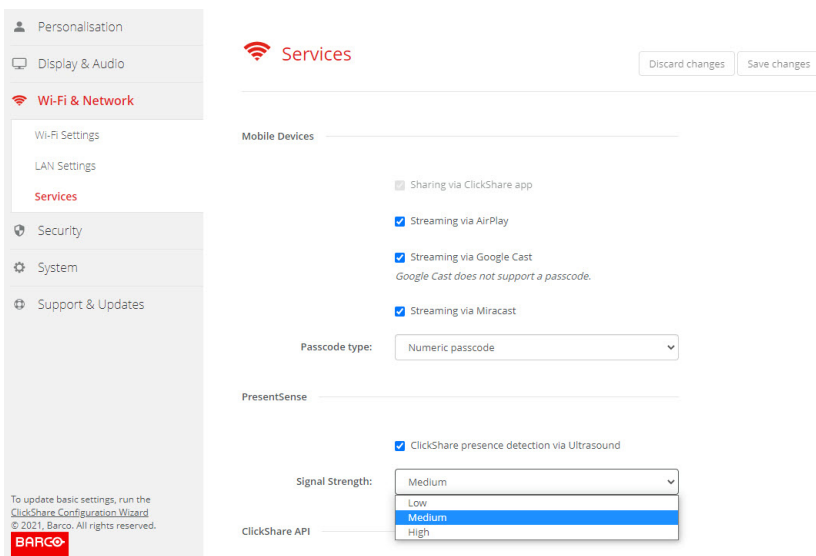 Personalisation
Display & Audio
Wi-Fi & Network
Wi-Fi Settings
LAN Settings
Services
Security
System
Support & Updates
To update basic settings, run the
ClickShare Configuration Wizard
© 2021, Barco. All rights reserved.
BARCO
Services
Discard changes
Save changes
Mobile Devices
Sharing via ClickShare app
Streaming via AirPlay
Streaming via Google Cast
Google Cast does not support a passcode.
Streaming via Miracast
Passcode type:
Numeric passcode
PresentSense
ClickShare presence detection via Ultrasound
Signal Strength:
Medium
Low
Medium
High
ClickShare API